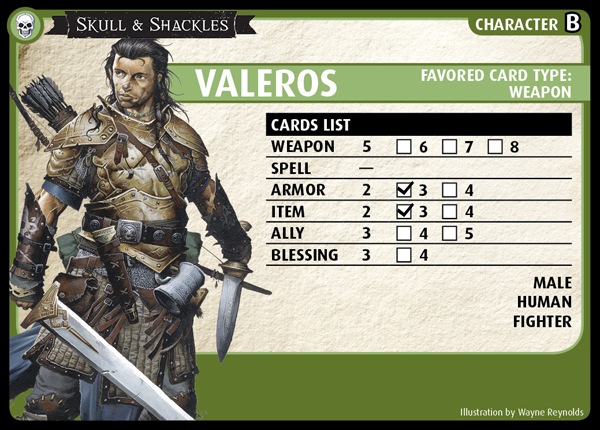 SKULL & SHACKLES
CHARACTER B
VALEROS
FAVORED CARD TYPE:
WEAPON
CARDS LIST
WEAPON 5 ☐ 6 ☐ 7 ☐ 8
SPELL —
ARMOR 2 ☑ 3 ☐ 4
ITEM 2 ☑ 3 ☐ 4
ALLY 3 ☐ 4 ☐ 5
BLESSING 3 ☐ 4
MALE
HUMAN
FIGHTER
Illustration by Wayne Reynolds